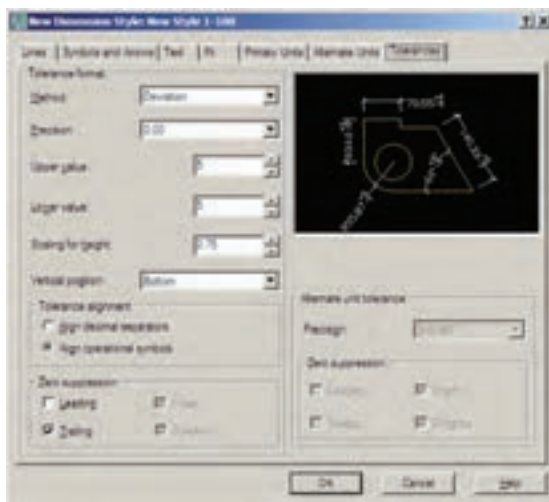 New Dimension Style: New Style 1-100
Lines Symbols and Arrows Text Fit Primary Units Alternate Units Tolerances
Tolerance format
Method: Deviation
Precision: 0.00
Upper value: 5
Lower value: 5
Scaling for height: 0.75
Vertical position: Bottom
Tolerance alignment
Align decimal separators
Align operational symbols
Zero suppression
Leading
Trailing
Alternate unit tolerance
Precision:
Zero suppression
OK Cancel Help